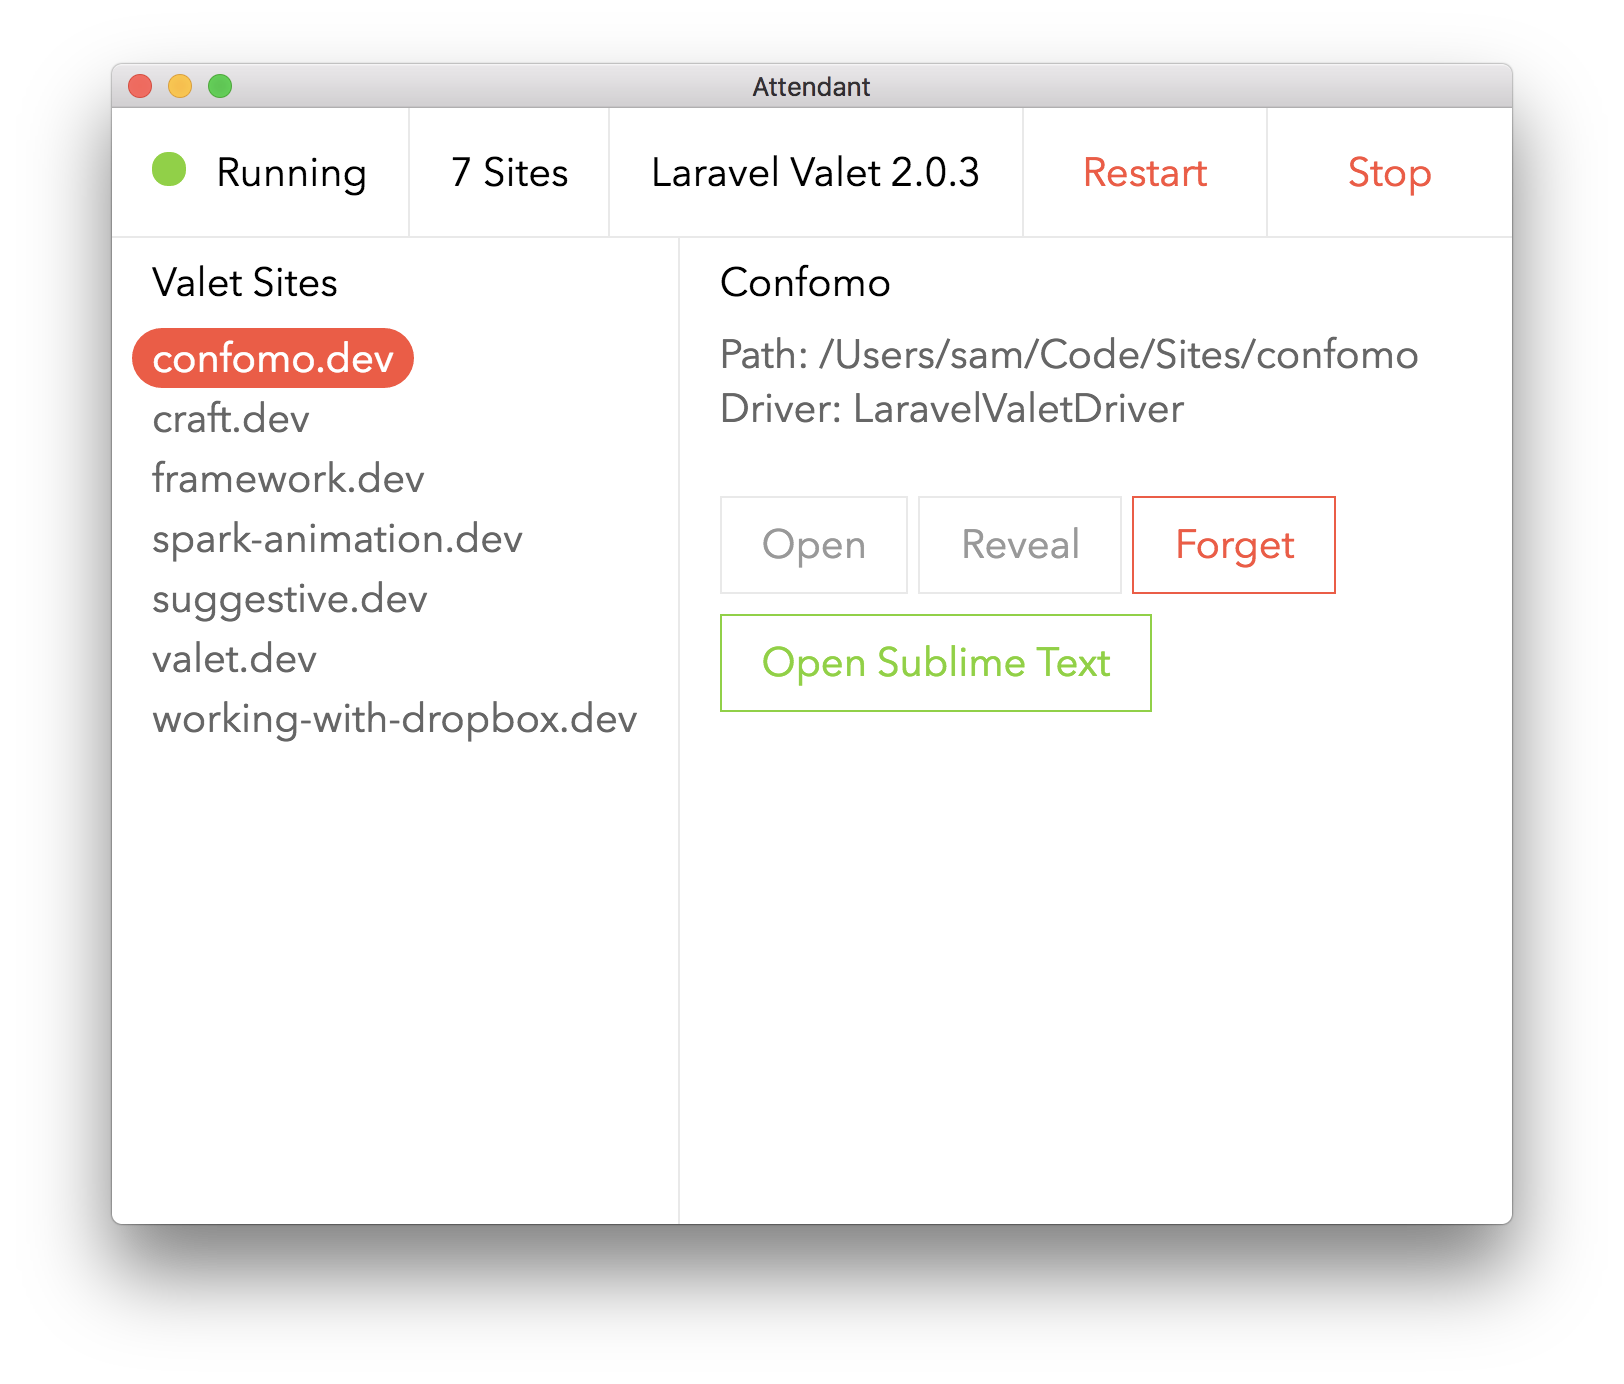 Attendant
Running 7 Sites Laravel Valet 2.0.3 Restart Stop
Valet Sites
confomo.dev
craft.dev
framework.dev
spark-animation.dev
suggestive.dev
valet.dev
working-with-dropbox.dev
Confomo
Path: /Users/sam/Code/Sites/confomo
Driver: LaravelValetDriver
Open Reveal Forget
Open Sublime Text